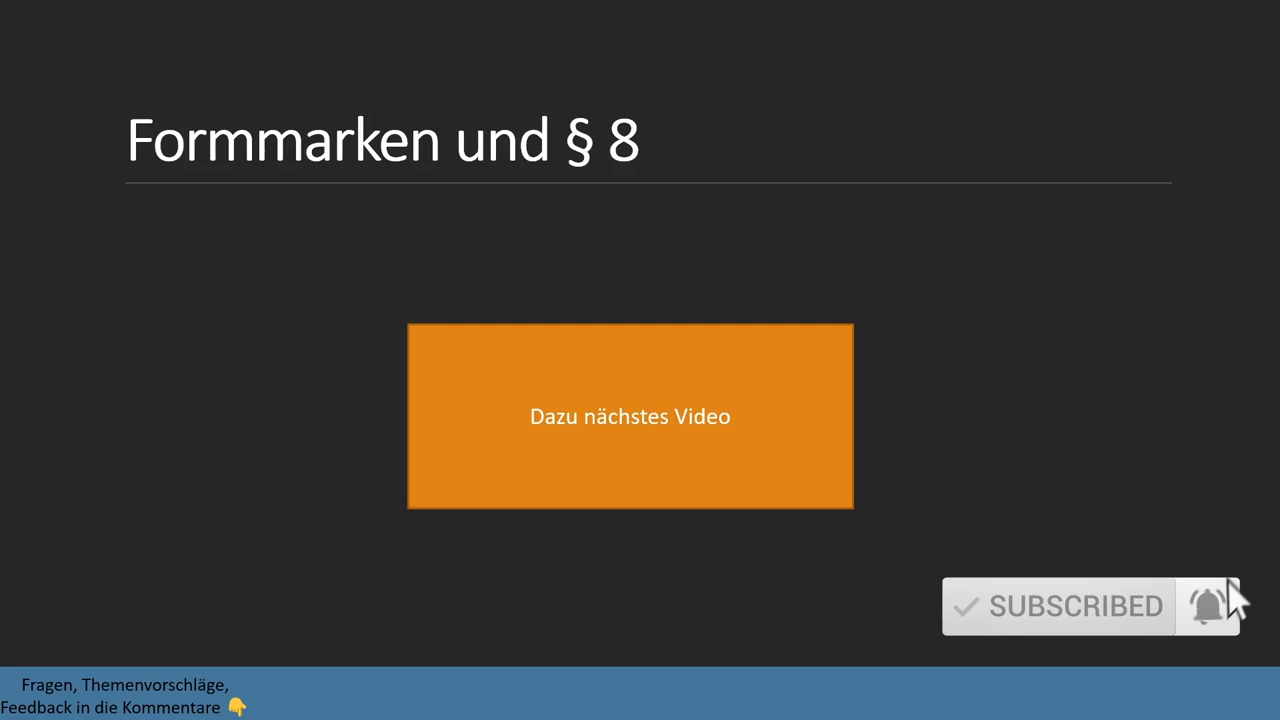 Formmarken und § 8
Dazu nächstes Video
SUBSCRIBED
Fragen, Themenvorschläge,
Feedback in die Kommentare 👇